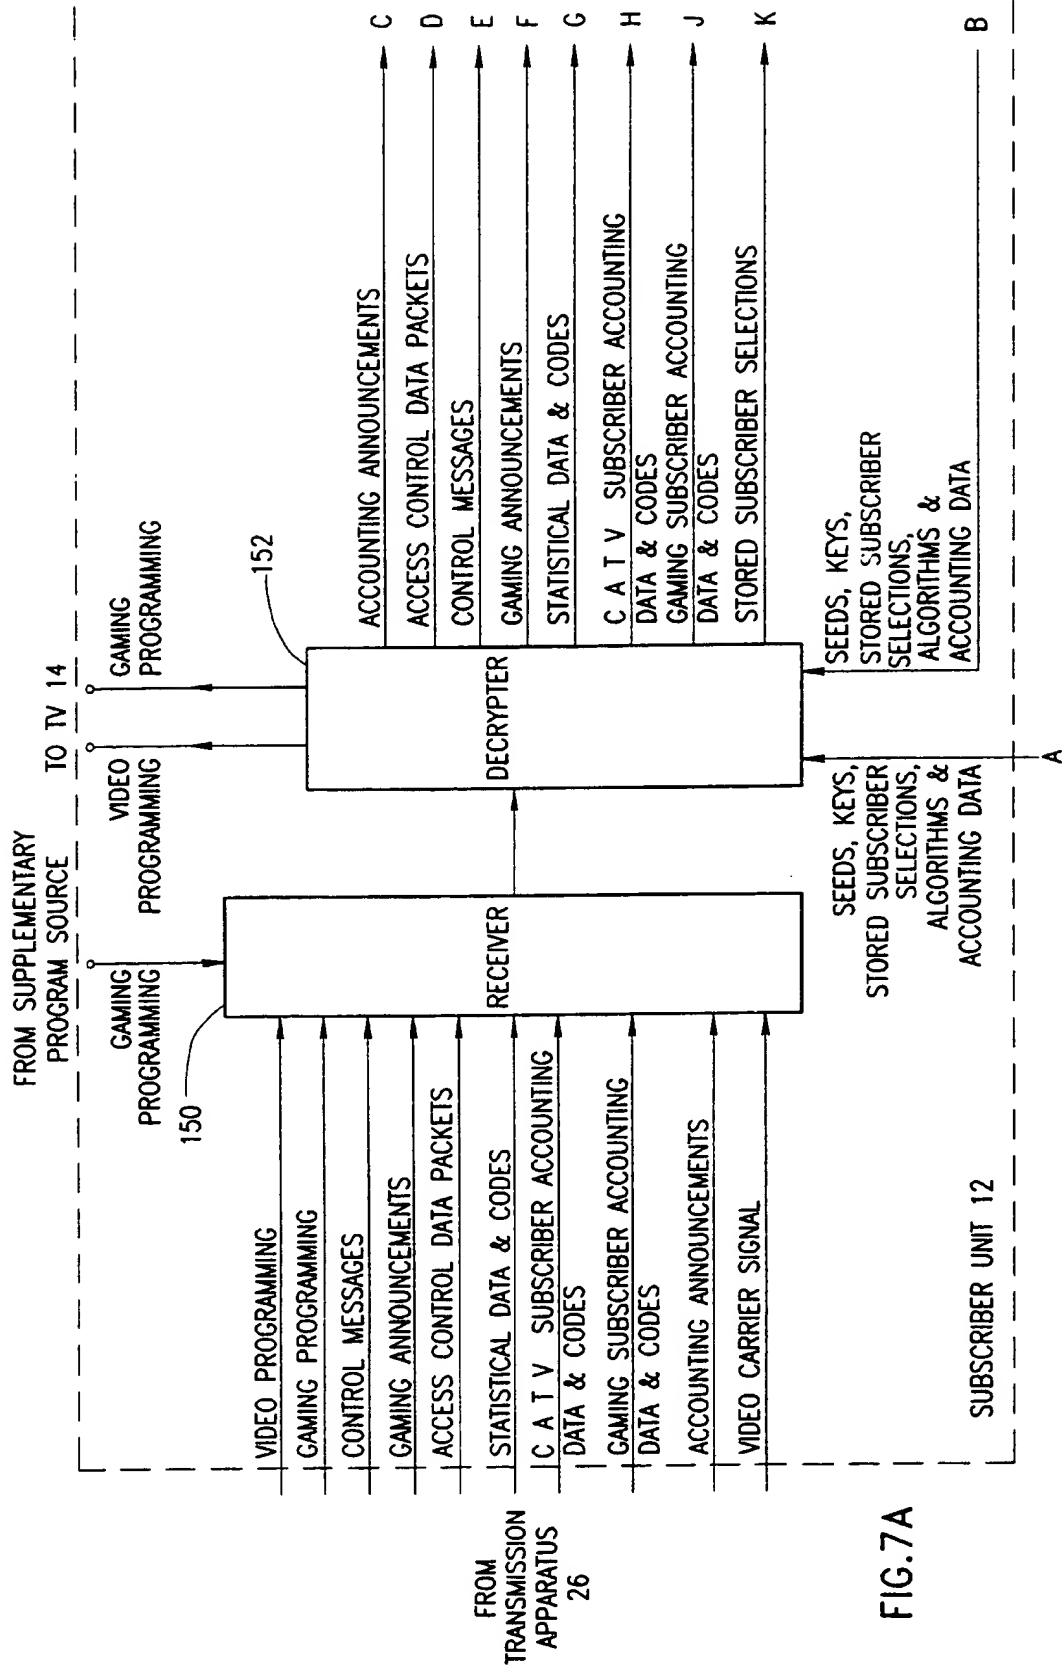 FROM SUPPLEMENTARY
PROGRAM SOURCE
TO TV 14
GAMING
PROGRAMMING
VIDEO
PROGRAMMING
GAMING
PROGRAMMING
150
152
FROM
TRANSMISSION
APPARATUS
26
VIDEO PROGRAMMING
GAMING PROGRAMMING
CONTROL MESSAGES
GAMING ANNOUNCEMENTS
ACCESS CONTROL DATA PACKETS
STATISTICAL DATA & CODES
C A T V SUBSCRIBER ACCOUNTING
DATA & CODES
GAMING SUBSCRIBER ACCOUNTING
DATA & CODES
ACCOUNTING ANNOUNCEMENTS
VIDEO CARRIER SIGNAL
RECEIVER
DECRYPTER
ACCOUNTING ANNOUNCEMENTS
C
ACCESS CONTROL DATA PACKETS
D
CONTROL MESSAGES
E
GAMING ANNOUNCEMENTS
F
STATISTICAL DATA & CODES
G
C A T V SUBSCRIBER ACCOUNTING
DATA & CODES
H
GAMING SUBSCRIBER ACCOUNTING
DATA & CODES
J
STORED SUBSCRIBER SELECTIONS
K
SEEDS, KEYS,
STORED SUBSCRIBER
SELECTIONS,
ALGORITHMS &
ACCOUNTING DATA
A
SEEDS, KEYS,
STORED SUBSCRIBER
SELECTIONS,
ALGORITHMS &
ACCOUNTING DATA
B
SUBSCRIBER UNIT 12
FIG.7A